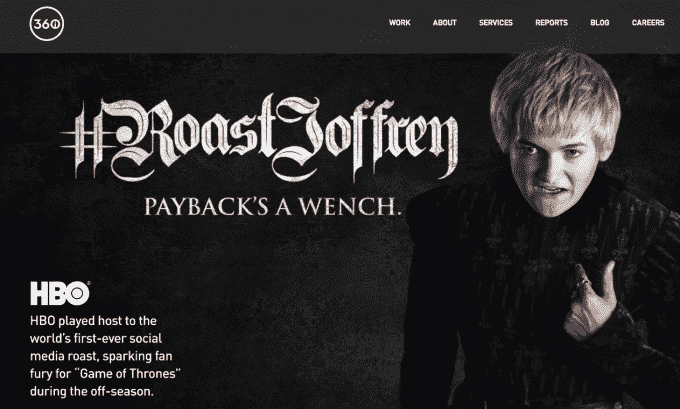 360i
WORK ABOUT SERVICES REPORTS BLOG CAREERS
#RoastJoffrey
PAYBACK'S A WENCH.
HBO®
HBO played host to the
world's first-ever social
media roast, sparking fan
fury for “Game of Thrones”
during the off-season.